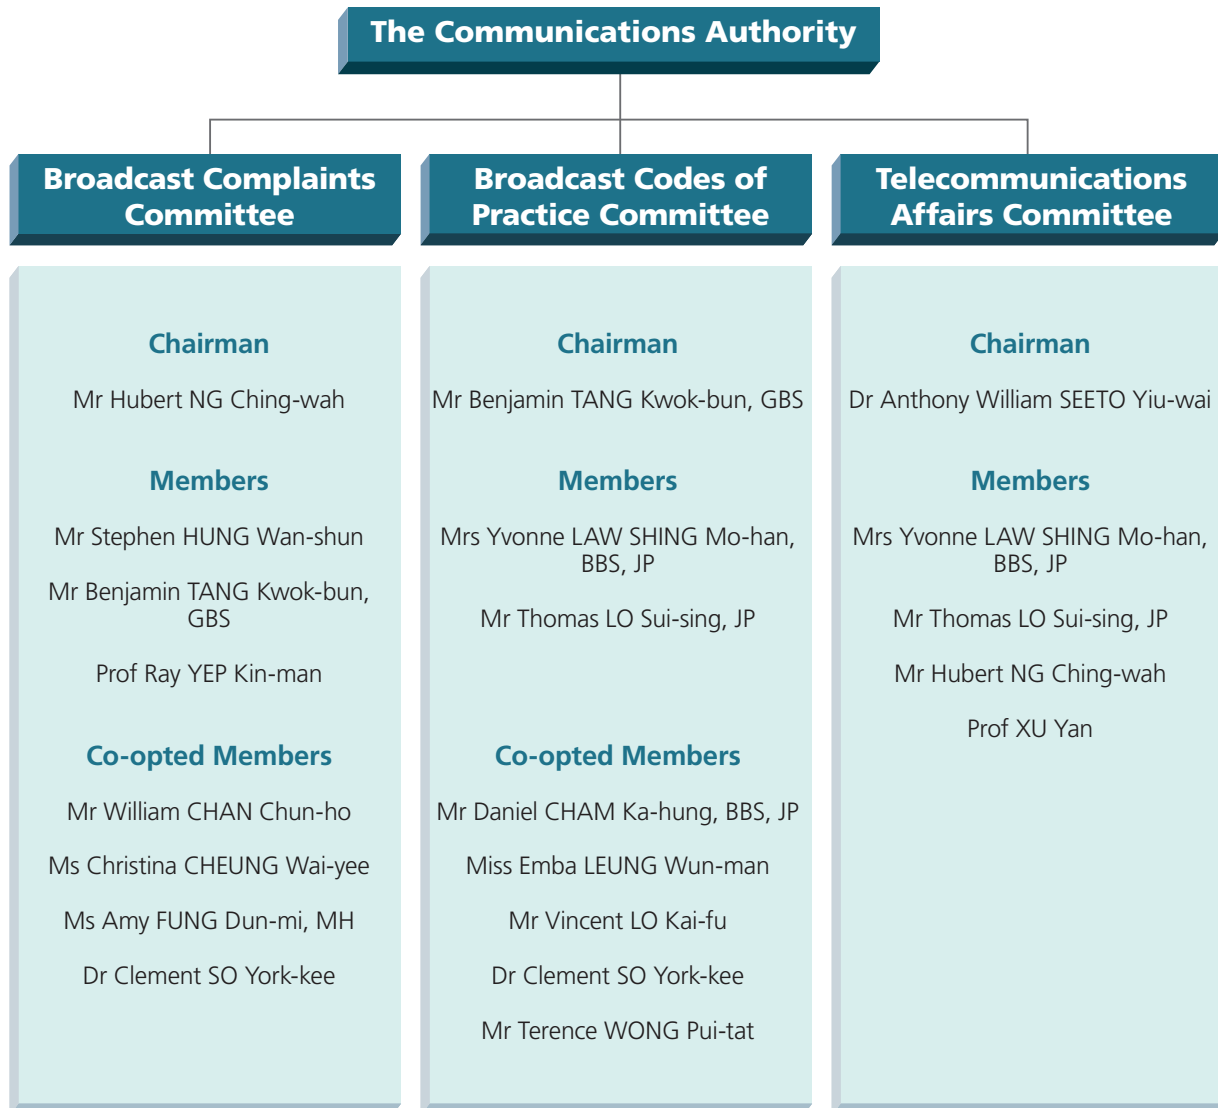 The Communications Authority
Broadcast Complaints
Committee
Chairman
Mr Hubert NG Ching-wah
Members
Mr Stephen HUNG Wan-shun
Mr Benjamin TANG Kwok-bun,
GBS
Prof Ray YEP Kin-man
Co-opted Members
Mr William CHAN Chun-ho
Ms Christina CHEUNG Wai-yee
Ms Amy FUNG Dun-mi, MH
Dr Clement SO York-kee
Broadcast Codes of
Practice Committee
Chairman
Mr Benjamin TANG Kwok-bun, GBS
Members
Mrs Yvonne LAW SHING Mo-han,
BBS, JP
Mr Thomas LO Sui-sing, JP
Co-opted Members
Mr Daniel CHAM Ka-hung, BBS, JP
Miss Emba LEUNG Wun-man
Mr Vincent LO Kai-fu
Dr Clement SO York-kee
Mr Terence WONG Pui-tat
Telecommunications
Affairs Committee
Chairman
Dr Anthony William SEETO Yiu-wai
Members
Mrs Yvonne LAW SHING Mo-han,
BBS, JP
Mr Thomas LO Sui-sing, JP
Mr Hubert NG Ching-wah
Prof XU Yan